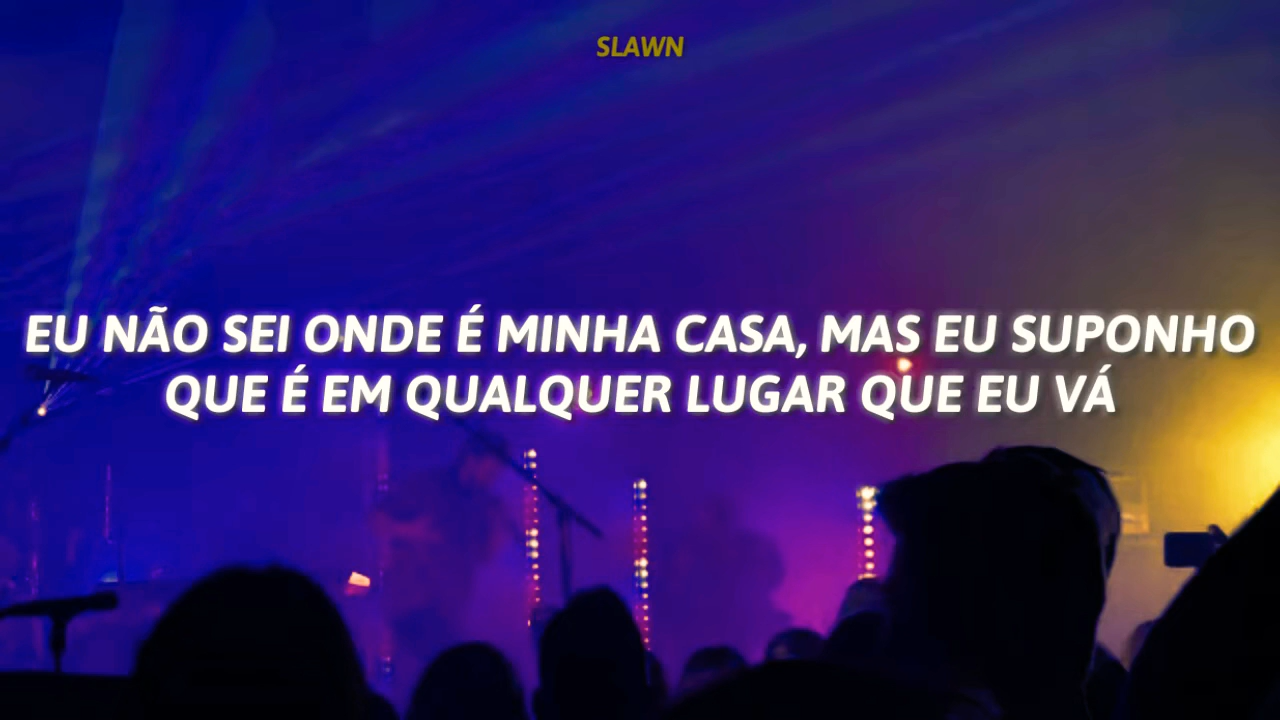 SLAWN
EU NÃO SEI ONDE É MINHA CASA, MAS EU SUPONHO
QUE É EM QUALQUER LUGAR QUE EU VÁ